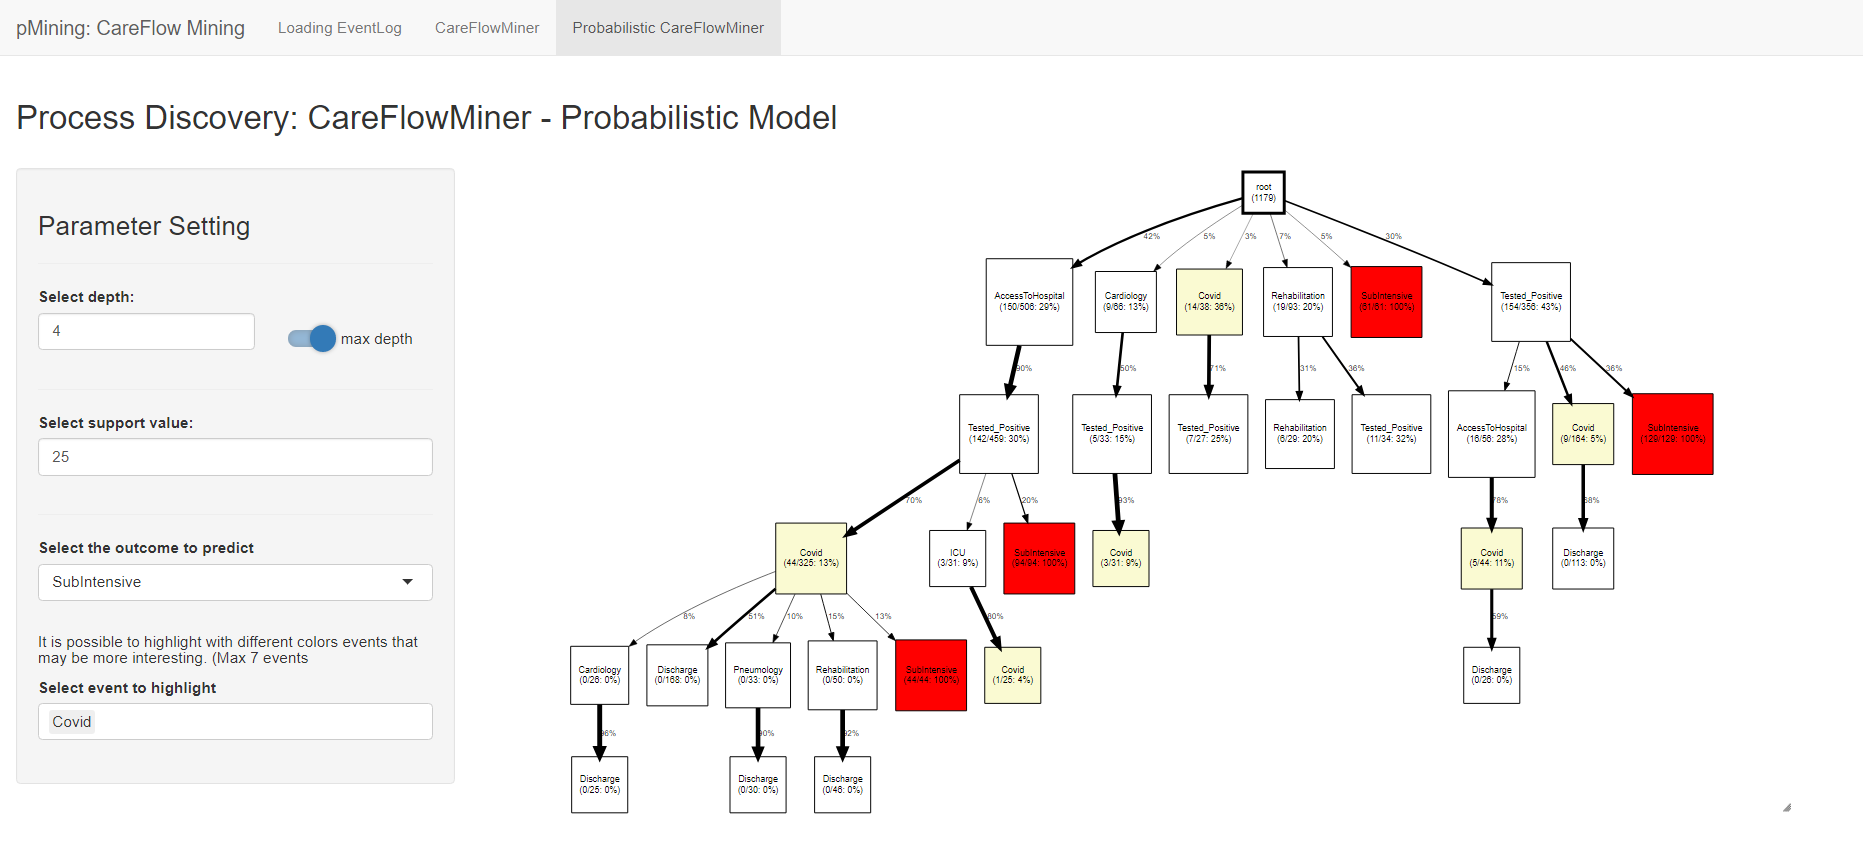 pMining: CareFlow Mining
Loading EventLog
CareFlowMiner
Probabilistic CareFlowMiner
Process Discovery: CareFlowMiner - Probabilistic Model
Parameter Setting
Select depth:
4
max depth
Select support value:
25
Select the outcome to predict
SubIntensive
It is possible to highlight with different colors events that
may be more interesting. (Max 7 events
Select event to highlight
Covid
root
(1179)
42%
5%
3%
7%
5%
30%
AccessToHospital
(150/506: 29%)
Cardiology
(9/66: 13%)
Covid
(14/38: 36%)
Rehabilitation
(19/93: 20%)
SubIntensive
(61/61: 100%)
Tested_Positive
(154/356: 43%)
90%
50%
71%
31%
36%
15%
46%
36%
Tested_Positive
(142/459: 30%)
Tested_Positive
(5/33: 15%)
Tested_Positive
(7/27: 25%)
Rehabilitation
(6/29: 20%)
Tested_Positive
(11/34: 32%)
AccessToHospital
(16/56: 28%)
Covid
(9/164: 5%)
SubIntensive
(129/129: 100%)
70%
6%
20%
93%
78%
68%
Covid
(44/325: 13%)
ICU
(3/31: 9%)
SubIntensive
(94/94: 100%)
Covid
(3/31: 9%)
Covid
(5/44: 11%)
Discharge
(0/113: 0%)
8%
51%
10%
15%
13%
80%
59%
Cardiology
(0/26: 0%)
Discharge
(0/168: 0%)
Pneumology
(0/33: 0%)
Rehabilitation
(0/50: 0%)
SubIntensive
(44/44: 100%)
Covid
(1/25: 4%)
Discharge
(0/26: 0%)
96%
90%
92%
Discharge
(0/25: 0%)
Discharge
(0/30: 0%)
Discharge
(0/46: 0%)